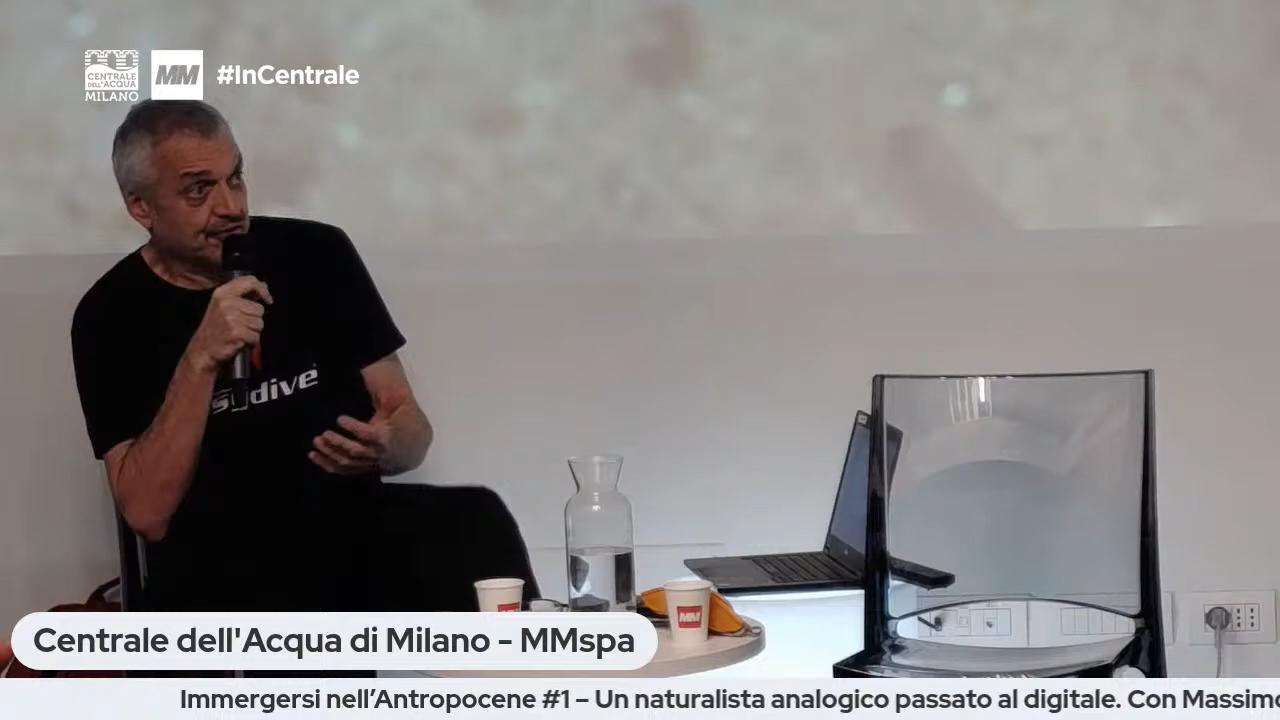 CENTRALE
DELL'ACQUA
MILANO
MM
#InCentrale
dive
MM
Centrale dell'Acqua di Milano - MMspa
Immergersi nell'Antropocene #1 – Un naturalista analogico passato al digitale. Con Massimo